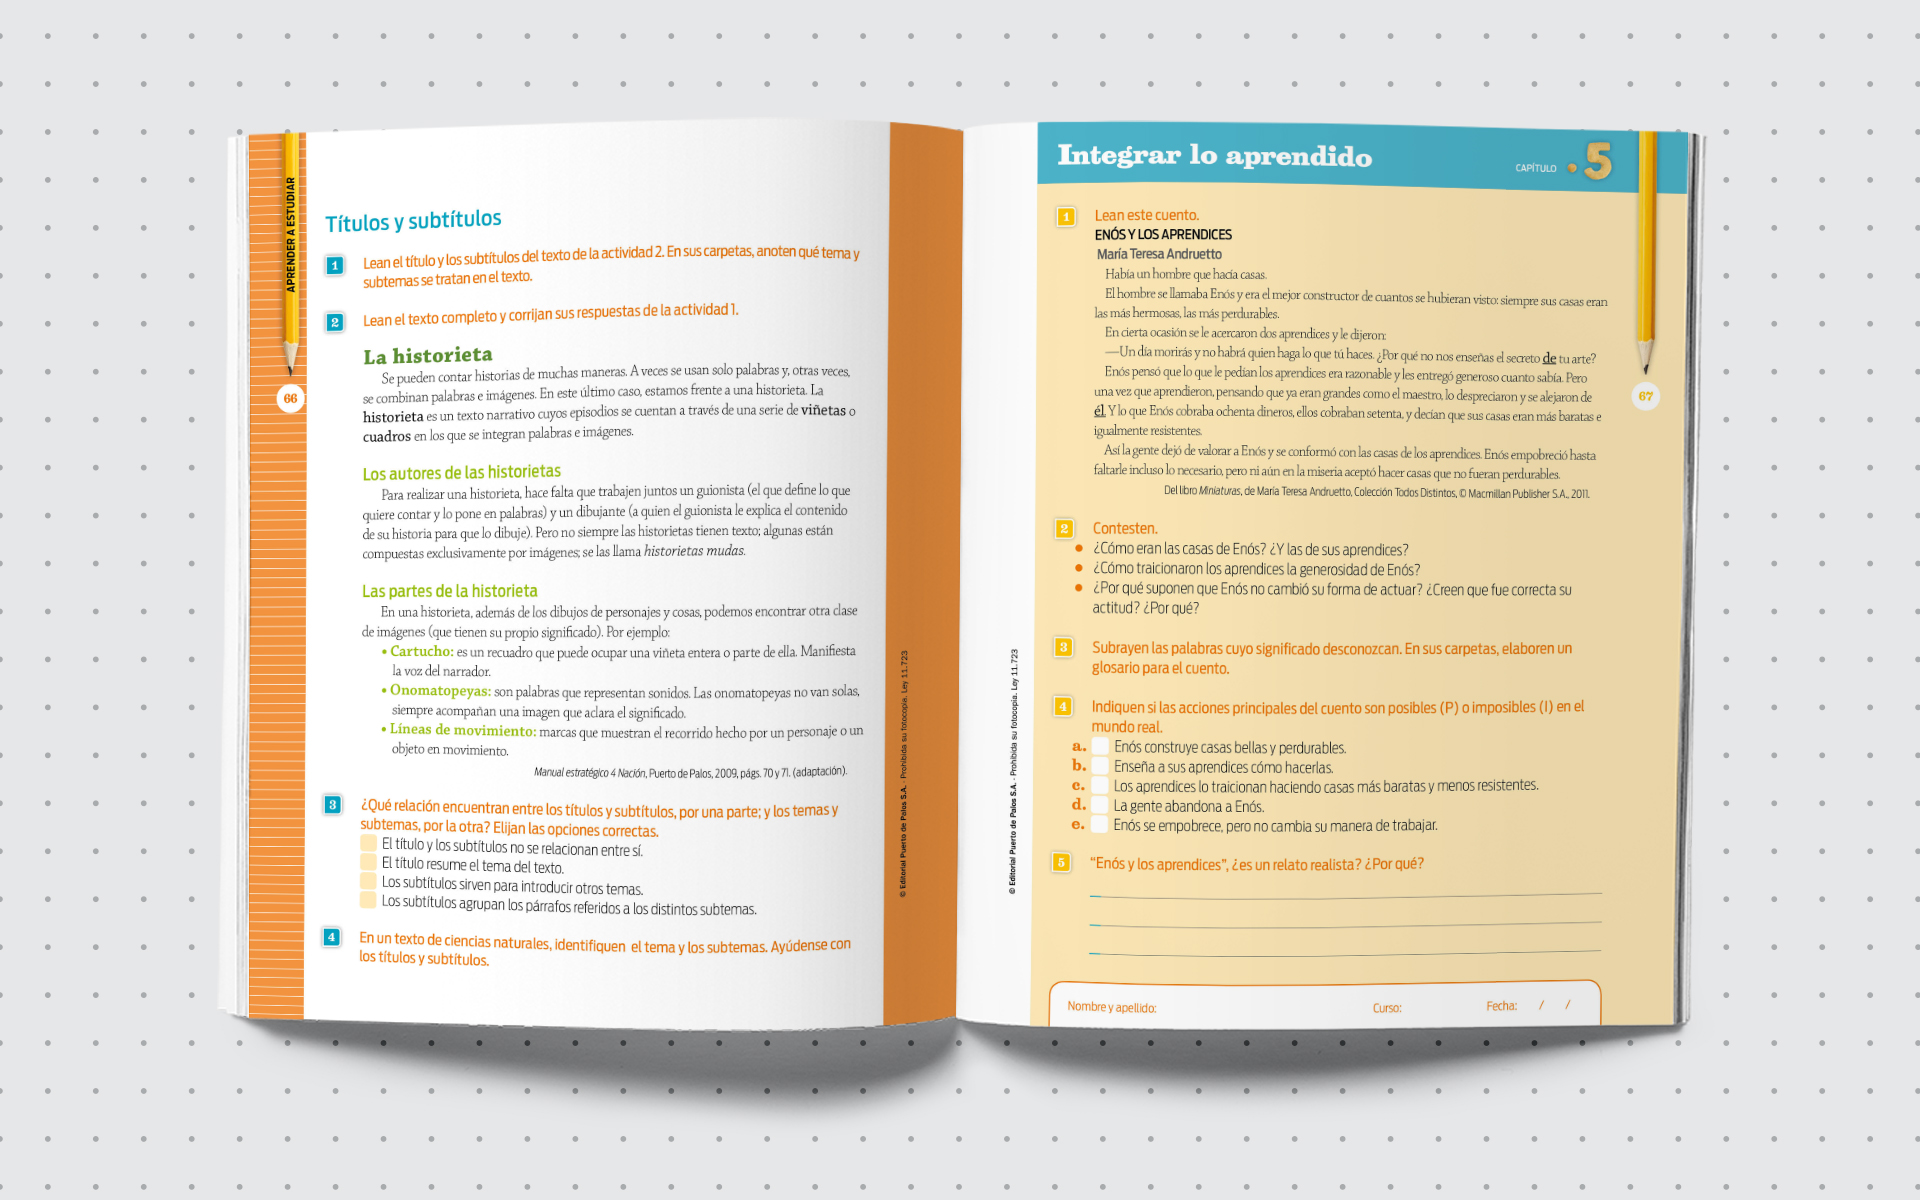 APRENDER A ESTUDIAR
66
Títulos y subtítulos
1
Lean el título y los subtítulos del texto de la actividad 2. En sus carpetas, anoten qué tema y
subtemas se tratan en el texto.
2
Lean el texto completo y corrijan sus respuestas de la actividad 1.
La historieta
Se pueden contar historias de muchas maneras. A veces se usan solo palabras y, otras veces,
se combinan palabras e imágenes. En este último caso, estamos frente a una historieta. La
historieta es un texto narrativo cuyos episodios se cuentan a través de una serie de viñetas o
cuadros en los que se integran palabras e imágenes.
Los autores de las historietas
Para realizar una historieta, hace falta que trabajen juntos un guionista (el que define lo que
quiere contar y lo pone en palabras) y un dibujante (a quien el guionista le explica el contenido
de su historia para que lo dibuje). Pero no siempre las historietas tienen texto; algunas están
compuestas exclusivamente por imágenes; se las llama historietas mudas.
Las partes de la historieta
En una historieta, además de los dibujos de personajes y cosas, podemos encontrar otra clase
de imágenes (que tienen su propio significado). Por ejemplo:
• Cartucho: es un recuadro que puede ocupar una viñeta entera o parte de ella. Manifiesta
la voz del narrador.
• Onomatopeyas: son palabras que representan sonidos. Las onomatopeyas no van solas,
siempre acompañan una imagen que aclara el significado.
• Líneas de movimiento: marcas que muestran el recorrido hecho por un personaje o un
objeto en movimiento.
Manual estratégico 4 Nación, Puerto de Palos, 2009, págs. 70 y 71. (adaptación).
3
¿Qué relación encuentran entre los títulos y subtítulos, por una parte; y los temas y
subtemas, por la otra? Elijan las opciones correctas.
El título y los subtítulos no se relacionan entre sí.
El título resume el tema del texto.
Los subtítulos sirven para introducir otros temas.
Los subtítulos agrupan los párrafos referidos a los distintos subtemas.
4
En un texto de ciencias naturales, identifiquen el tema y los subtemas. Ayúdense con
los títulos y subtítulos.
© Editorial Puerto de Palos S.A. - Prohibida su fotocopia. Ley 11.723
© Editorial Puerto de Palos S.A. - Prohibida su fotocopia. Ley 11.723
Integrar lo aprendido
CAPÍTULO • 5
67
1
Lean este cuento.
ENÓS Y LOS APRENDICES
María Teresa Andruetto
Había un hombre que hacía casas.
El hombre se llamaba Enós y era el mejor constructor de cuantos se hubieran visto: siempre sus casas eran
las más hermosas, las más perdurables.
En cierta ocasión se le acercaron dos aprendices y le dijeron:
—Un día morirás y no habrá quien haga lo que tú haces. ¿Por qué no nos enseñas el secreto de tu arte?
Enós pensó que lo que le pedían los aprendices era razonable y les entregó generoso cuanto sabía. Pero
una vez que aprendieron, pensando que ya eran grandes como el maestro, lo despreciaron y se alejaron de
él. Y lo que Enós cobraba ochenta dineros, ellos cobraban setenta, y decían que sus casas eran más baratas e
igualmente resistentes.
Así la gente dejó de valorar a Enós y se conformó con las casas de los aprendices. Enós empobreció hasta
faltarle incluso lo necesario, pero ni aún en la miseria aceptó hacer casas que no fueran perdurables.
Del libro Miniaturas, de María Teresa Andruetto, Colección Todos Distintos, © Macmillan Publisher S.A., 2011.
2
Contesten.
• ¿Cómo eran las casas de Enós? ¿Y las de sus aprendices?
• ¿Cómo traicionaron los aprendices la generosidad de Enós?
• ¿Por qué suponen que Enós no cambió su forma de actuar? ¿Creen que fue correcta su
actitud? ¿Por qué?
3
Subrayen las palabras cuyo significado desconozcan. En sus carpetas, elaboren un
glosario para el cuento.
4
Indiquen si las acciones principales del cuento son posibles (P) o imposibles (I) en el
mundo real.
a. Enós construye casas bellas y perdurables.
b. Enseña a sus aprendices cómo hacerlas.
c. Los aprendices lo traicionan haciendo casas más baratas y menos resistentes.
d. La gente abandona a Enós.
e. Enós se empobrece, pero no cambia su manera de trabajar.
5
"Enós y los aprendices", ¿es un relato realista? ¿Por qué?
Nombre y apellido: Curso: Fecha: / /